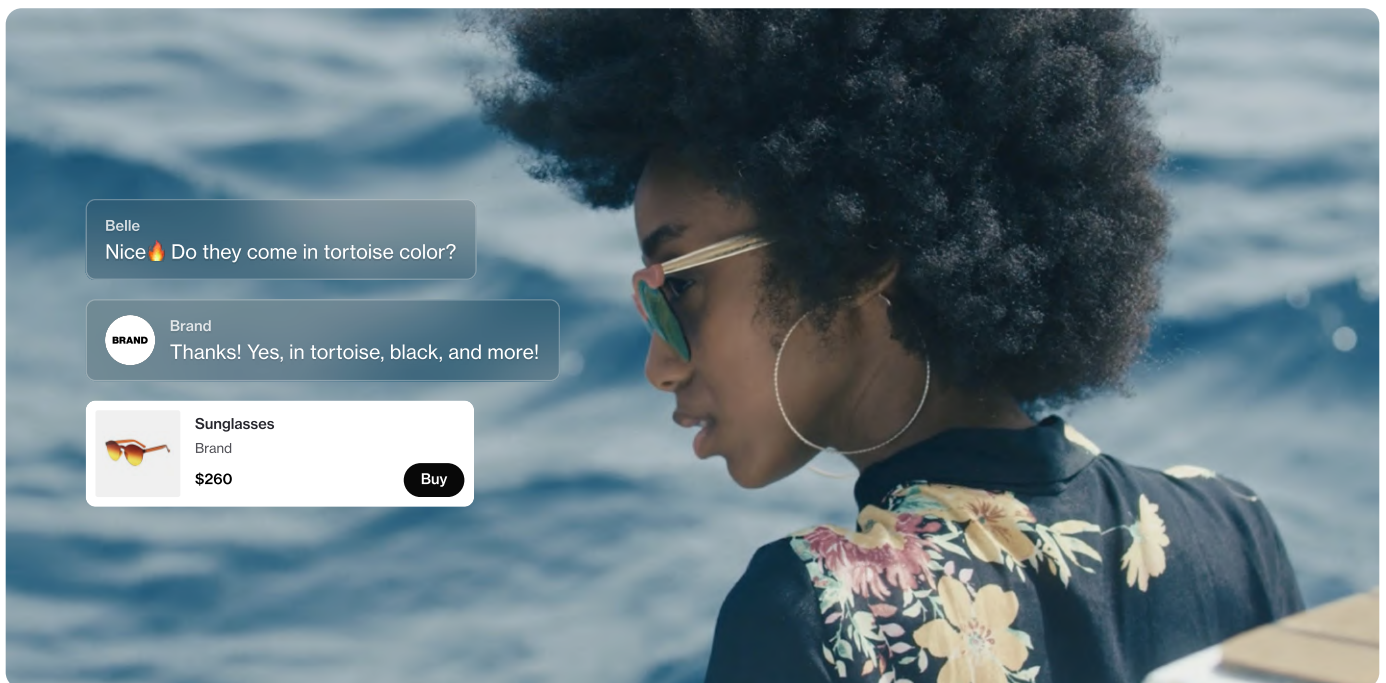 Belle
Nice🔥 Do they come in tortoise color?
BRAND
Brand
Thanks! Yes, in tortoise, black, and more!
Sunglasses
Brand
$260
Buy